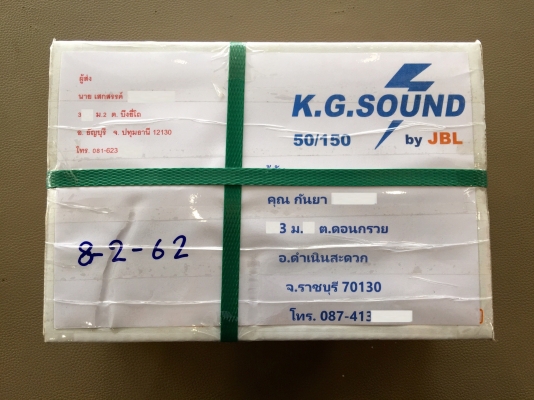 ผู้ส่ง
นาย เสกสรรค์
3 ม.2 ต. บึงยี่โถ
อ. ธัญบุรี จ. ปทุมธานี 12130
โทร. 081-623
K.G.SOUND
50/150 by JBL
คุณ กันยา
3 ม. ต.ดอนกรวย
อ.ดำเนินสะดวก
จ.ราชบุรี 70130
โทร. 087-413
8-2-62